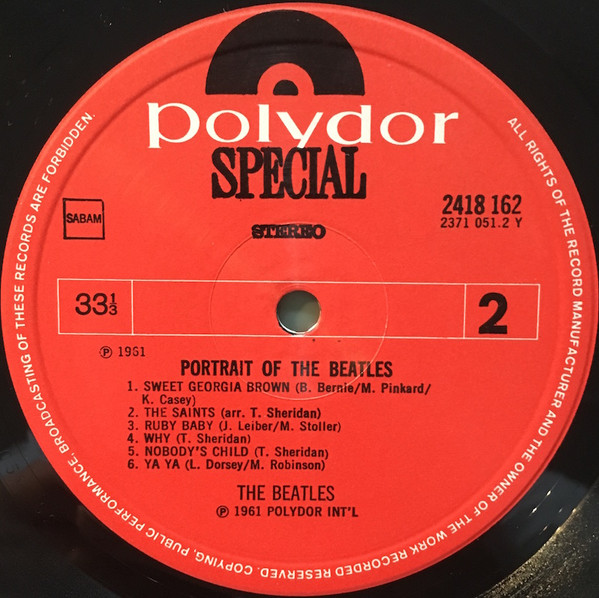 polydor
SPECIAL
SABAM
2418 162
2371 051.2 Y
STEREO
33⅓
2
℗ 1961
PORTRAIT OF THE BEATLES
1. SWEET GEORGIA BROWN (B. Bernie/M. Pinkard/
K. Casey)
2. THE SAINTS (arr. T. Sheridan)
3. RUBY BABY (J. Leiber/M. Stoller)
4. WHY (T. Sheridan)
5. NOBODY'S CHILD (T. Sheridan)
6. YA YA (L. Dorsey/M. Robinson)
THE BEATLES
℗ 1961 POLYDOR INT'L
ALL RIGHTS OF THE RECORD MANUFACTURER AND THE OWNER OF THE WORK RECORDED RESERVED. COPYING, PUBLIC PERFORMANCE, BROADCASTING OF THESE RECORDS ARE FORBIDDEN.